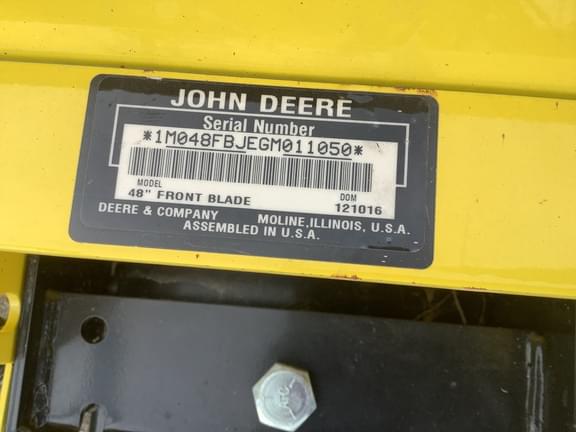 JOHN DEERE
Serial Number
*1M048FBJEGM011050*
MODEL DOM
48" FRONT BLADE 121016
DEERE & COMPANY MOLINE, ILLINOIS, U.S.A.
ASSEMBLED IN U.S.A.